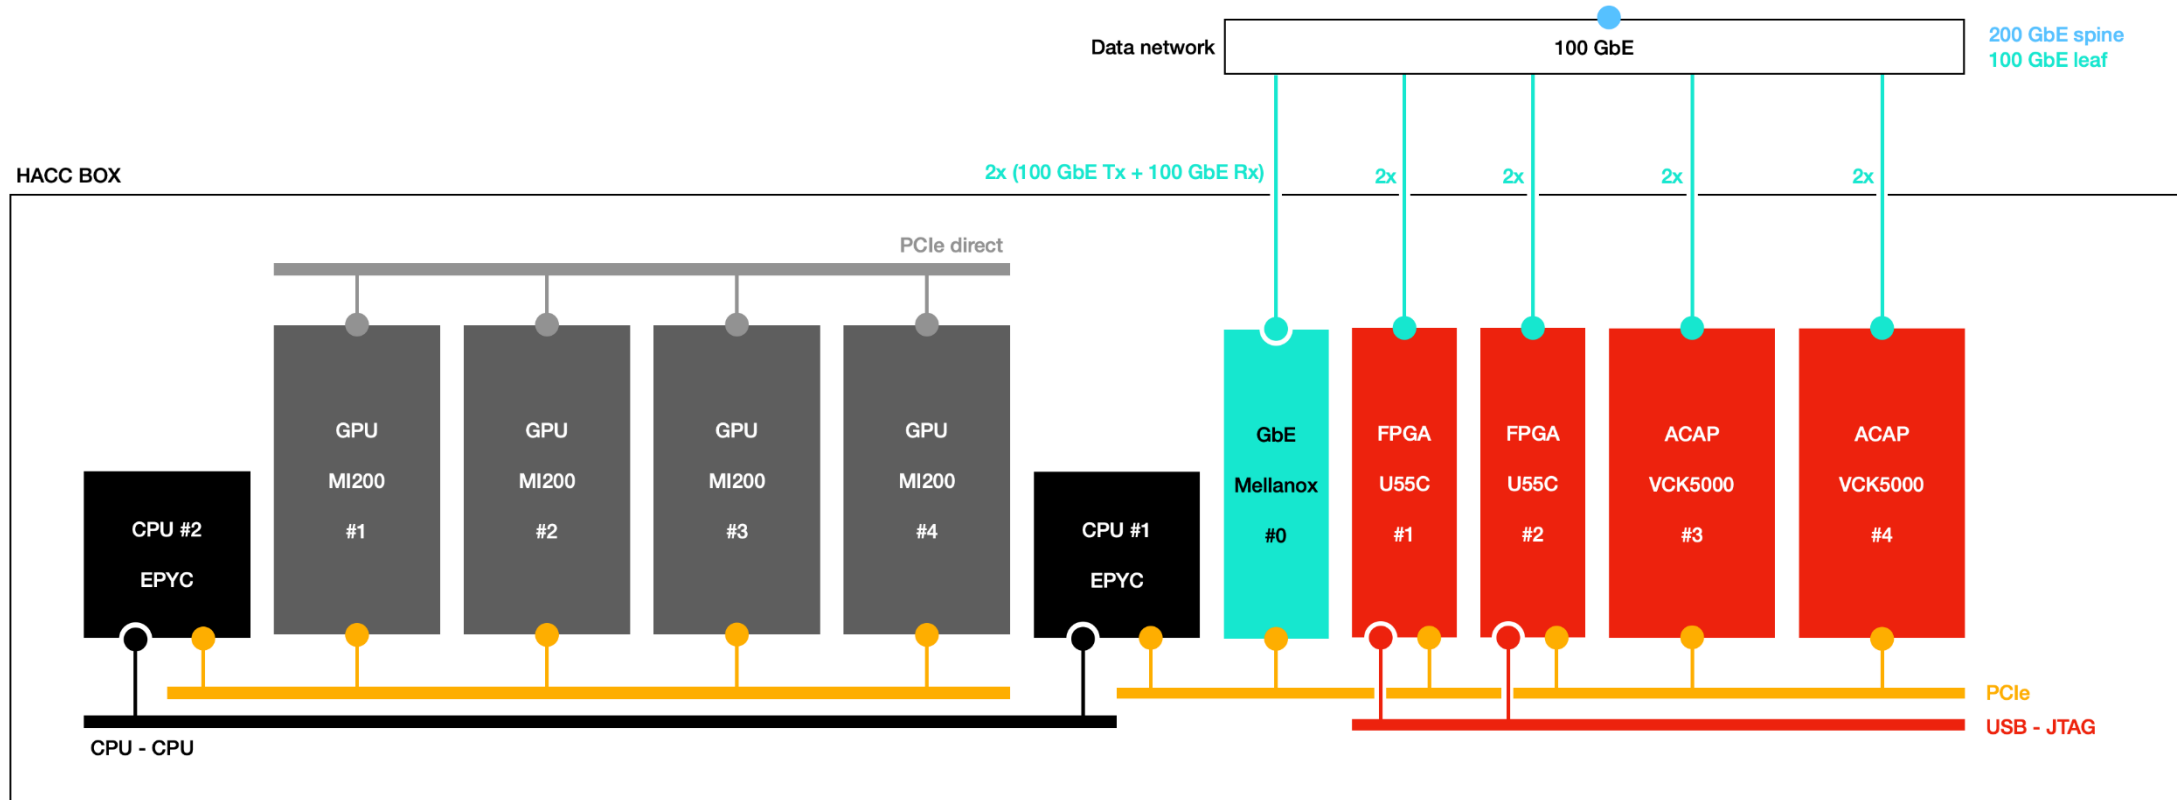 Data network
100 GbE
200 GbE spine
100 GbE leaf
2x (100 GbE Tx + 100 GbE Rx)
2x
2x
2x
2x
HACC BOX
PCIe direct
CPU #2
EPYC
GPU
MI200
#1
GPU
MI200
#2
GPU
MI200
#3
GPU
MI200
#4
CPU #1
EPYC
GbE
Mellanox
#0
FPGA
U55C
#1
FPGA
U55C
#2
ACAP
VCK5000
#3
ACAP
VCK5000
#4
PCIe
USB - JTAG
CPU - CPU